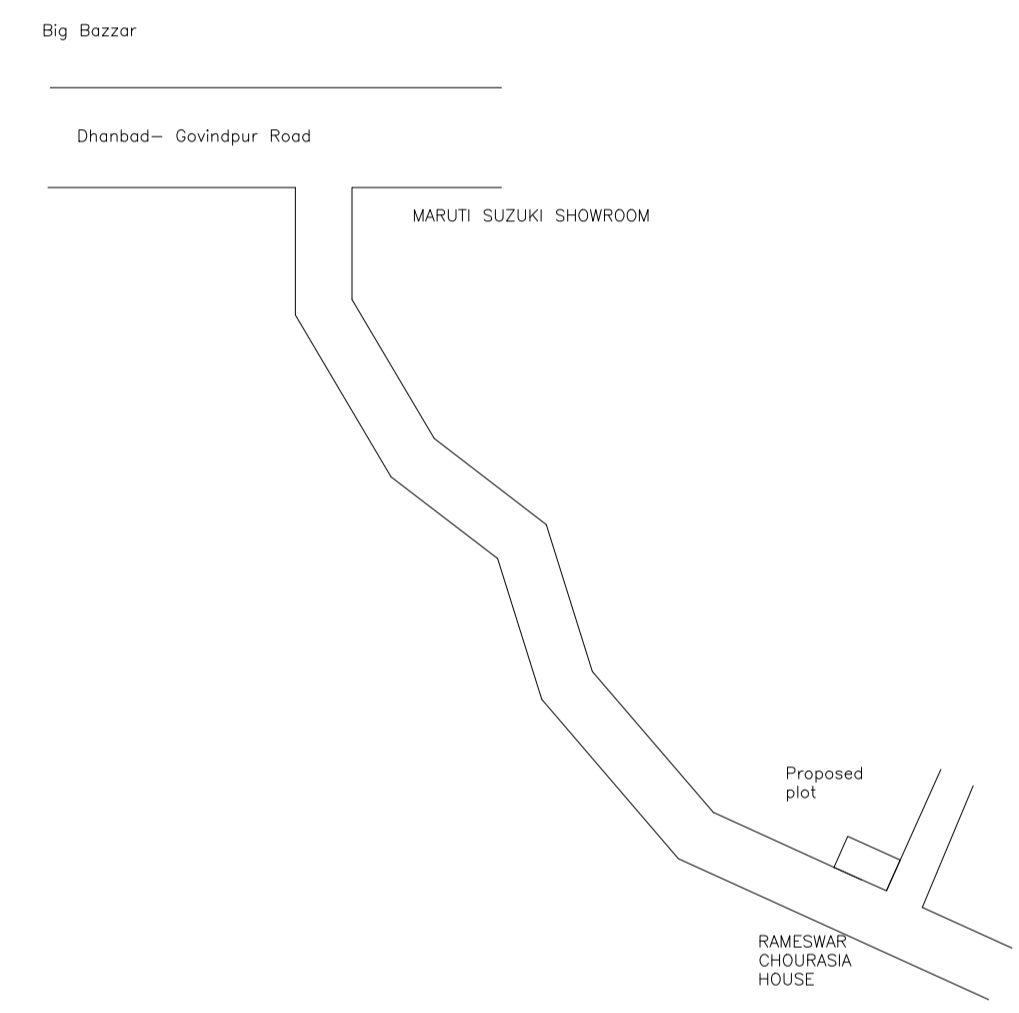 Big Bazzar
Dhanbad- Govindpur Road
MARUTI SUZUKI SHOWROOM
Proposed
plot
RAMESWAR
CHOURASIA
HOUSE